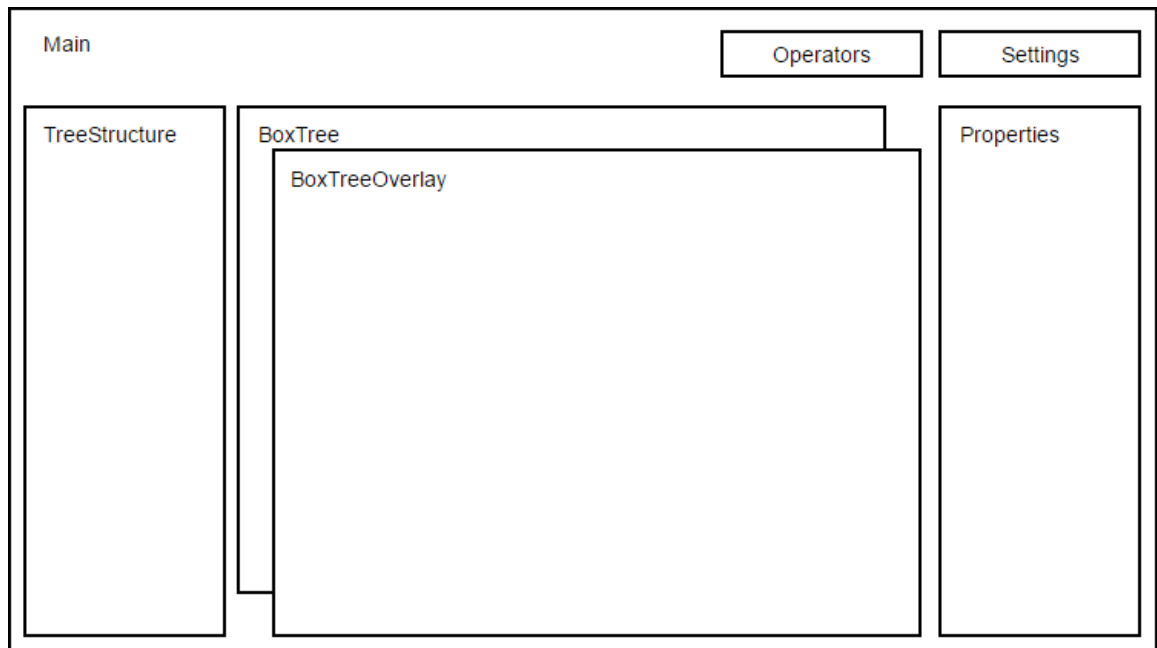 Main
Operators
Settings
TreeStructure
BoxTree
BoxTreeOverlay
Properties